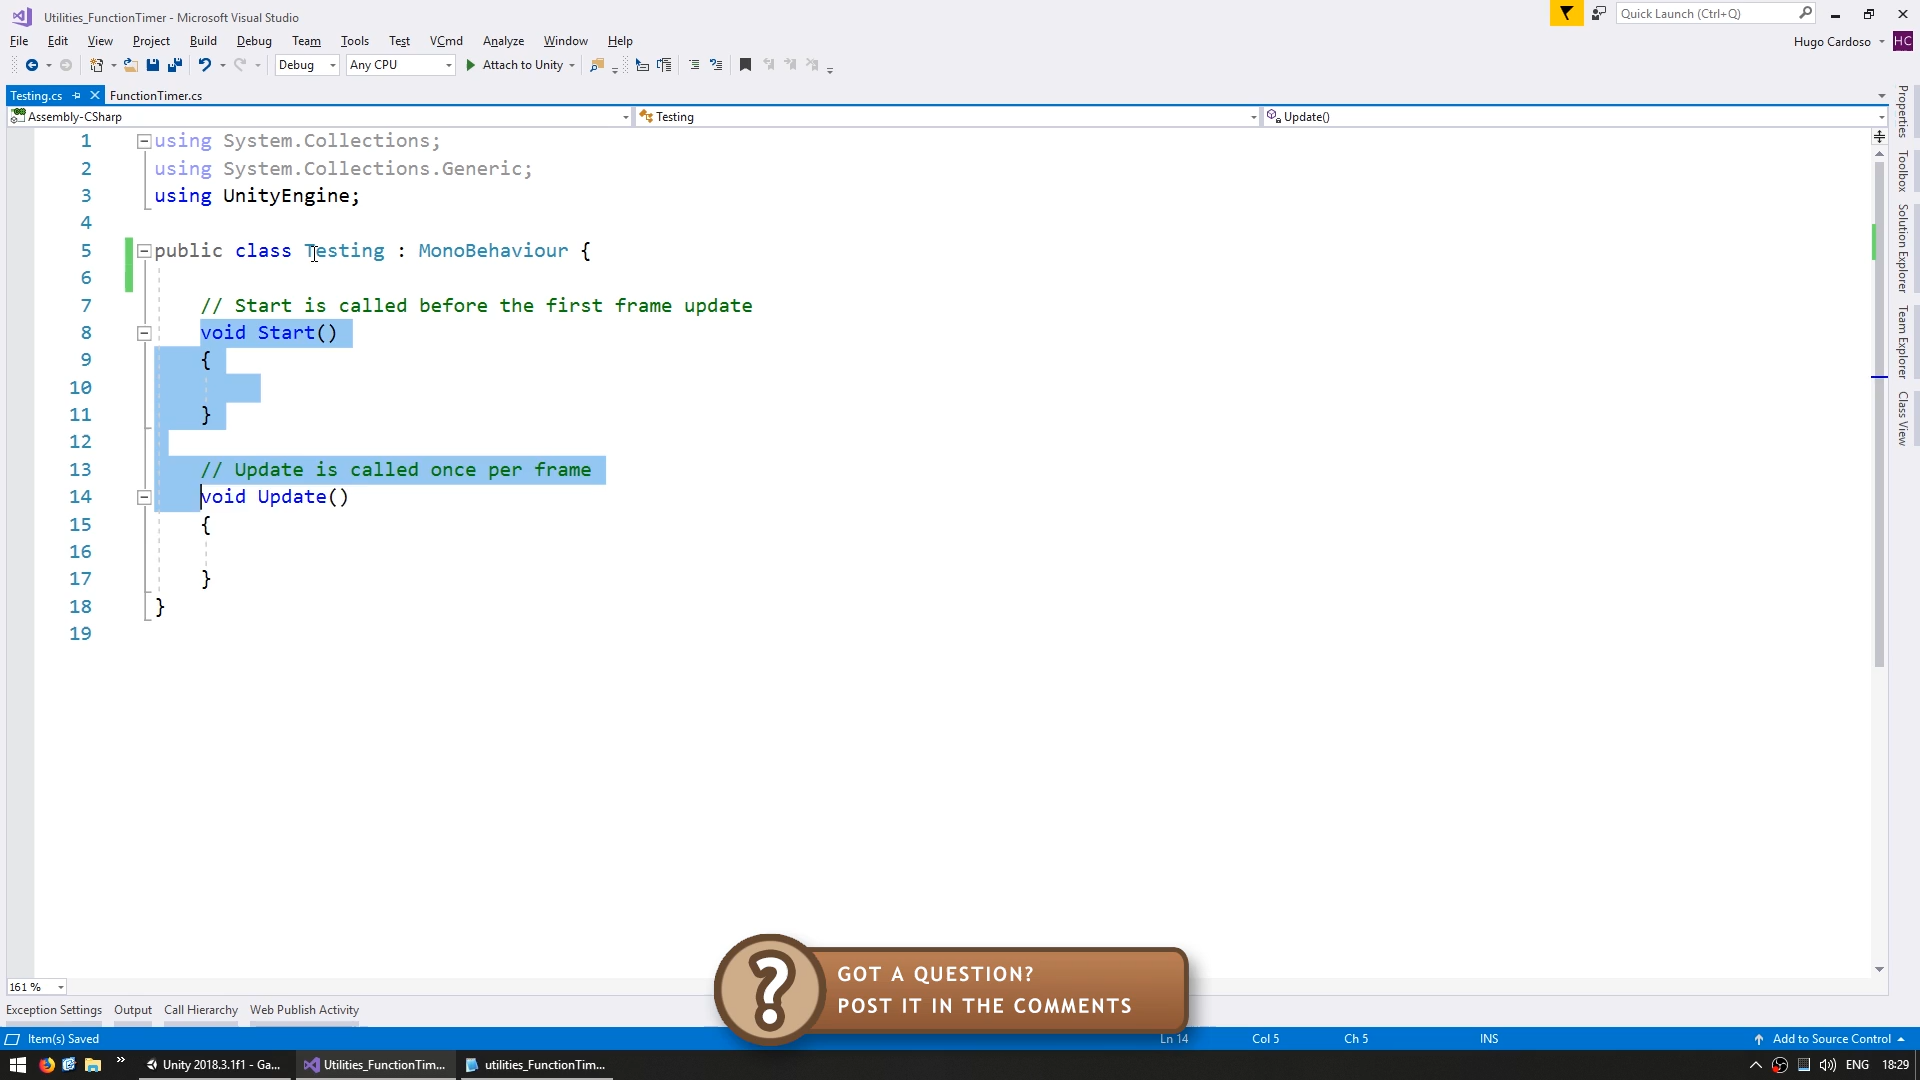 Utilities_FunctionTimer - Microsoft Visual Studio
Quick Launch (Ctrl+Q)
File Edit View Project Build Debug Team Tools Test VCmd Analyze Window Help
Hugo Cardoso HC
Debug Any CPU Attach to Unity
Testing.cs FunctionTimer.cs
Assembly-CSharp Testing Update()
1 using System.Collections;
2 using System.Collections.Generic;
3 using UnityEngine;
4
5 public class Testing : MonoBehaviour {
6
7 // Start is called before the first frame update
8 void Start()
9 {
10
11 }
12
13 // Update is called once per frame
14 void Update()
15 {
16
17 }
18 }
19
Properties
Toolbox
Solution Explorer
Team Explorer
Class View
161 %
GOT A QUESTION?
POST IT IN THE COMMENTS
Exception Settings Output Call Hierarchy Web Publish Activity
Item(s) Saved Ln 14 Col 5 Ch 5 INS Add to Source Control
Unity 2018.3.1f1 - Ga... Utilities_FunctionTim... utilities_FunctionTim... ENG 18:29